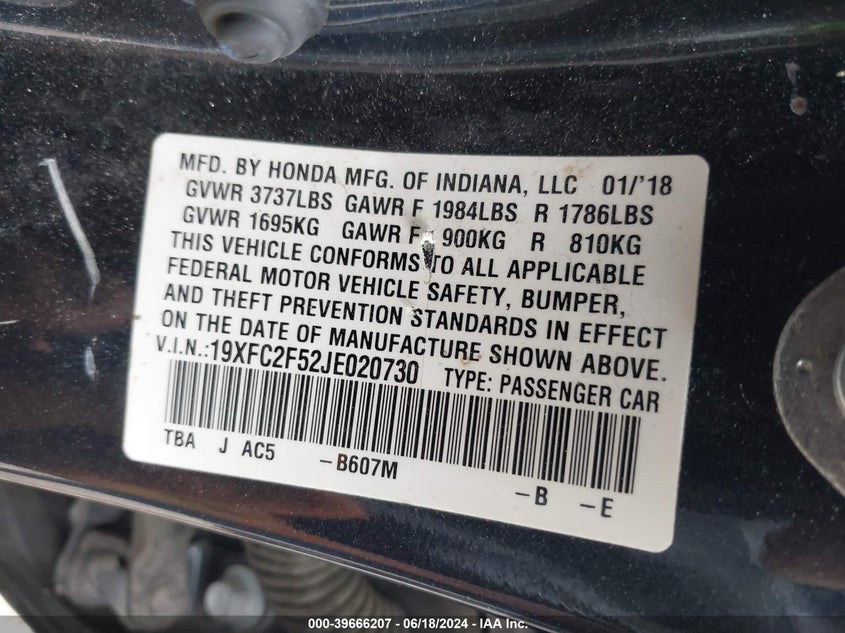 MFD. BY HONDA MFG. OF INDIANA, LLC 01/'18
GVWR 3737LBS GAWR F 1984LBS R 1786LBS
GVWR 1695KG GAWR F 900KG R 810KG
THIS VEHICLE CONFORMS TO ALL APPLICABLE
FEDERAL MOTOR VEHICLE SAFETY, BUMPER,
AND THEFT PREVENTION STANDARDS IN EFFECT
ON THE DATE OF MANUFACTURE SHOWN ABOVE.
V.I.N.:19XFC2F52JE020730 TYPE: PASSENGER CAR
TBA J AC5 -B607M -B -E
000-39666207 - 06/18/2024 - IAA Inc.